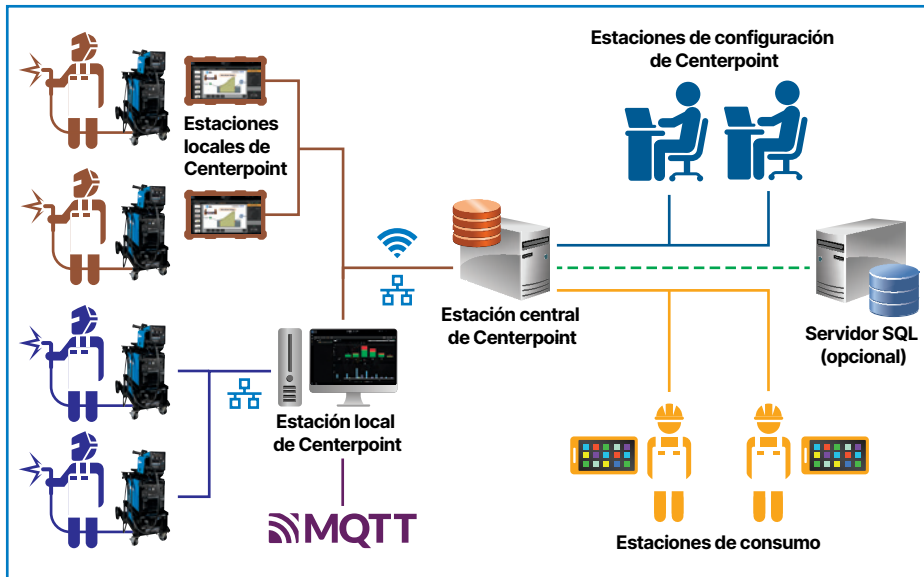 Estaciones de configuración
de Centerpoint
Estaciones
locales de
Centerpoint
Estación central
de Centerpoint
Servidor SQL
(opcional)
Estación local
de Centerpoint
MQTT
Estaciones de consumo